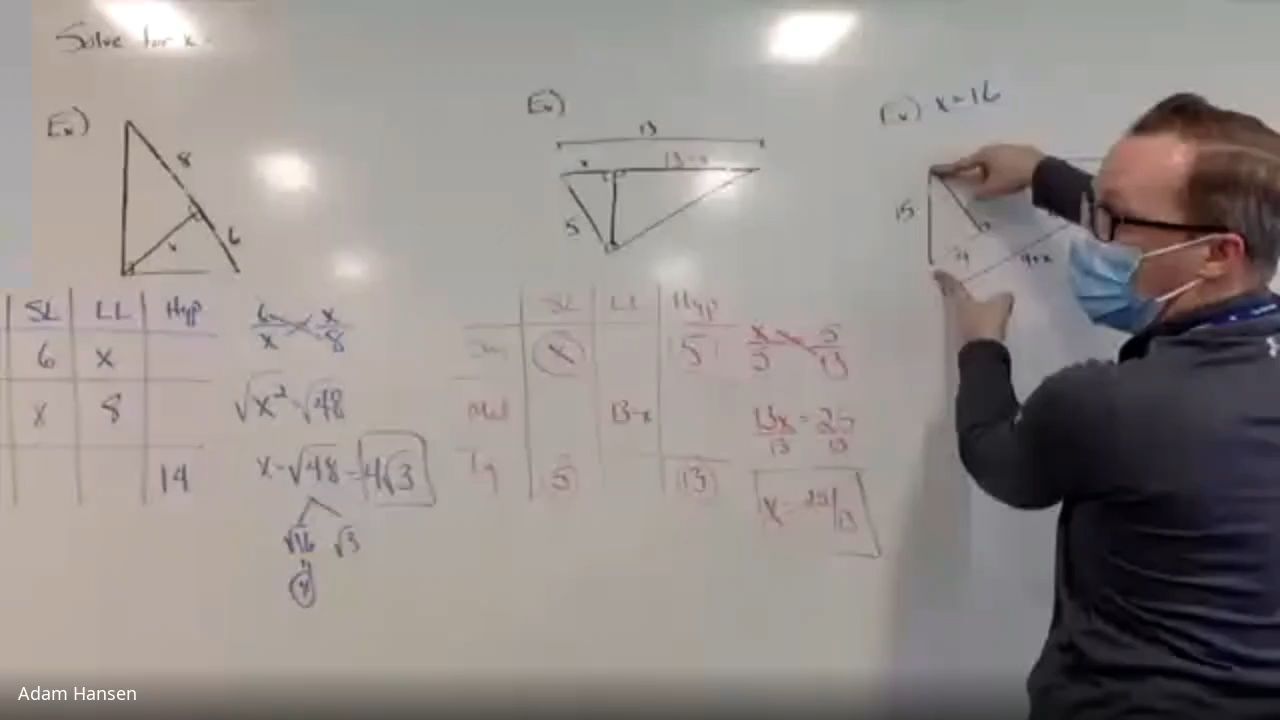 Solve for x.
Ex)
8
6
x
SL LL Hyp
6 x
x 8
14
6/x x/8
√x² = √48
x = √48 = 4√3
√16 √3
Ex)
13
x 13-x
5
SL LL Hyp
Sm x 5
Med 13-x
Lg 5 13
x/5 5/13
13x/13 = 25/13
x = 25/13
Ex) x=16
15
9+x
Adam Hansen